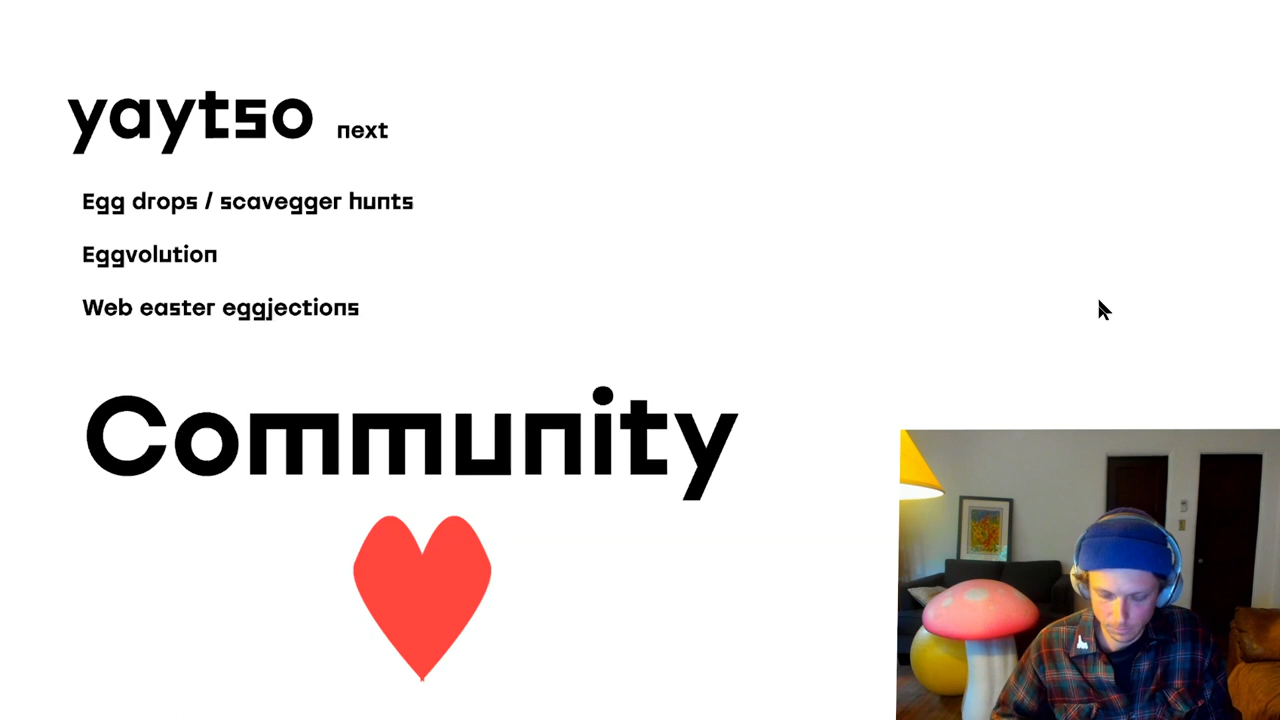 yaytso next
Egg drops / scavegger hunts
Eggvolution
Web easter eggjections
Community